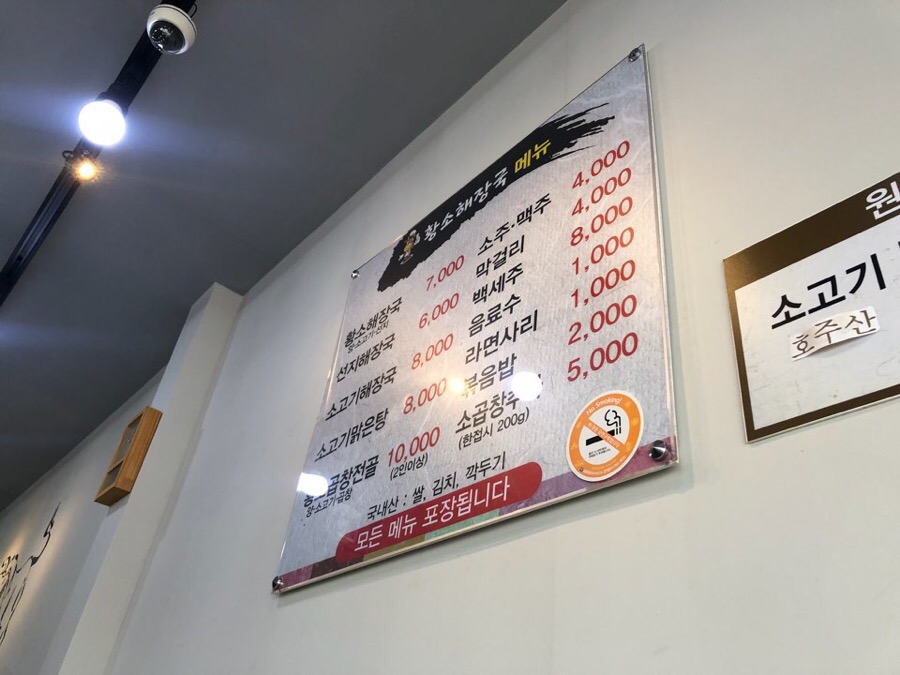 황소해장국 메뉴
황소해장국 7,000
양·소고기·선지
선지해장국 6,000
소고기해장국 8,000
소고기맑은탕 8,000
곱창전골 10,000
양·소고기·곱창 (2인이상)
소주·맥주 4,000
막걸리 4,000
백세주 8,000
음료수 1,000
라면사리 1,000
볶음밥 2,000
소곱창 5,000
(한접시 200g)
국내산 : 쌀, 김치, 깍두기
모든 메뉴 포장됩니다
No Smoking!
원
소고기
호주산